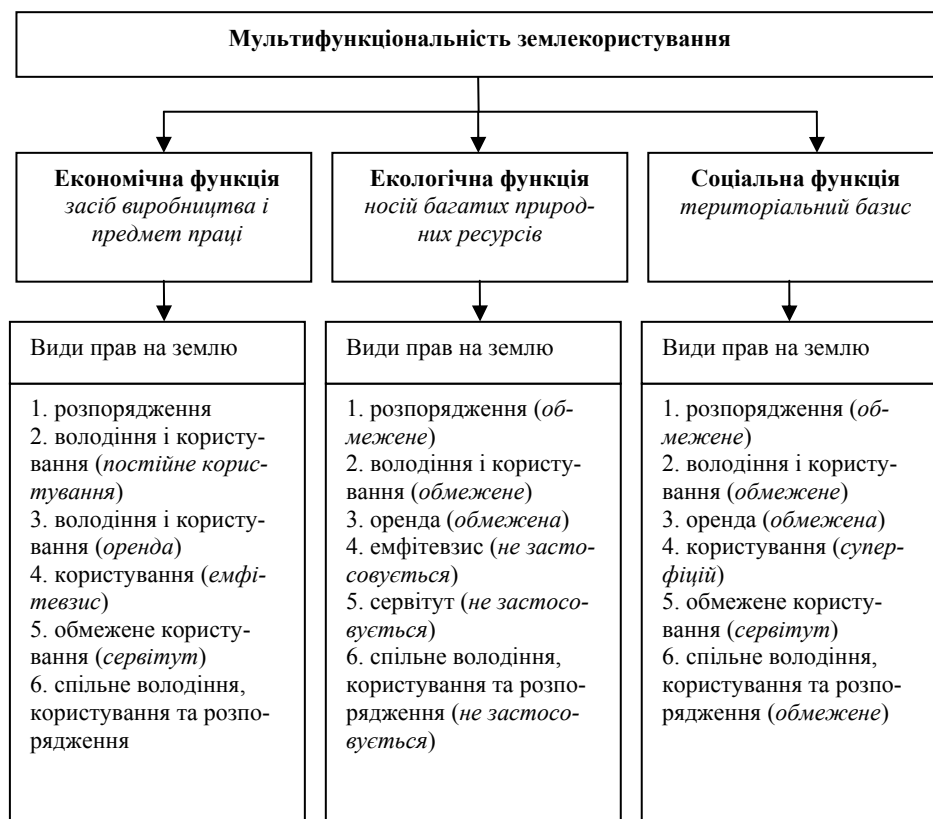 Мультифункціональність землекористування
Економічна функція
засіб виробництва і
предмет праці
Екологічна функція
носій багатих природ-
них ресурсів
Соціальна функція
територіальний базис
Види прав на землю
1. розпорядження
2. володіння і користу-
вання (постійне корис-
тування)
3. володіння і користу-
вання (оренда)
4. користування (емфі-
тевзис)
5. обмежене користу-
вання (сервітут)
6. спільне володіння,
користування та розпо-
рядження
Види прав на землю
1. розпорядження (об-
межене)
2. володіння і користу-
вання (обмежене)
3. оренда (обмежена)
4. емфітевзис (не засто-
совується)
5. сервітут (не застосо-
вується)
6. спільне володіння,
користування та розпо-
рядження (не застосо-
вується)
Види прав на землю
1. розпорядження (об-
межене)
2. володіння і користу-
вання (обмежене)
3. оренда (обмежена)
4. користування (супер-
фіцій)
5. обмежене користу-
вання (сервітут)
6. спільне володіння,
користування та розпо-
рядження (обмежене)